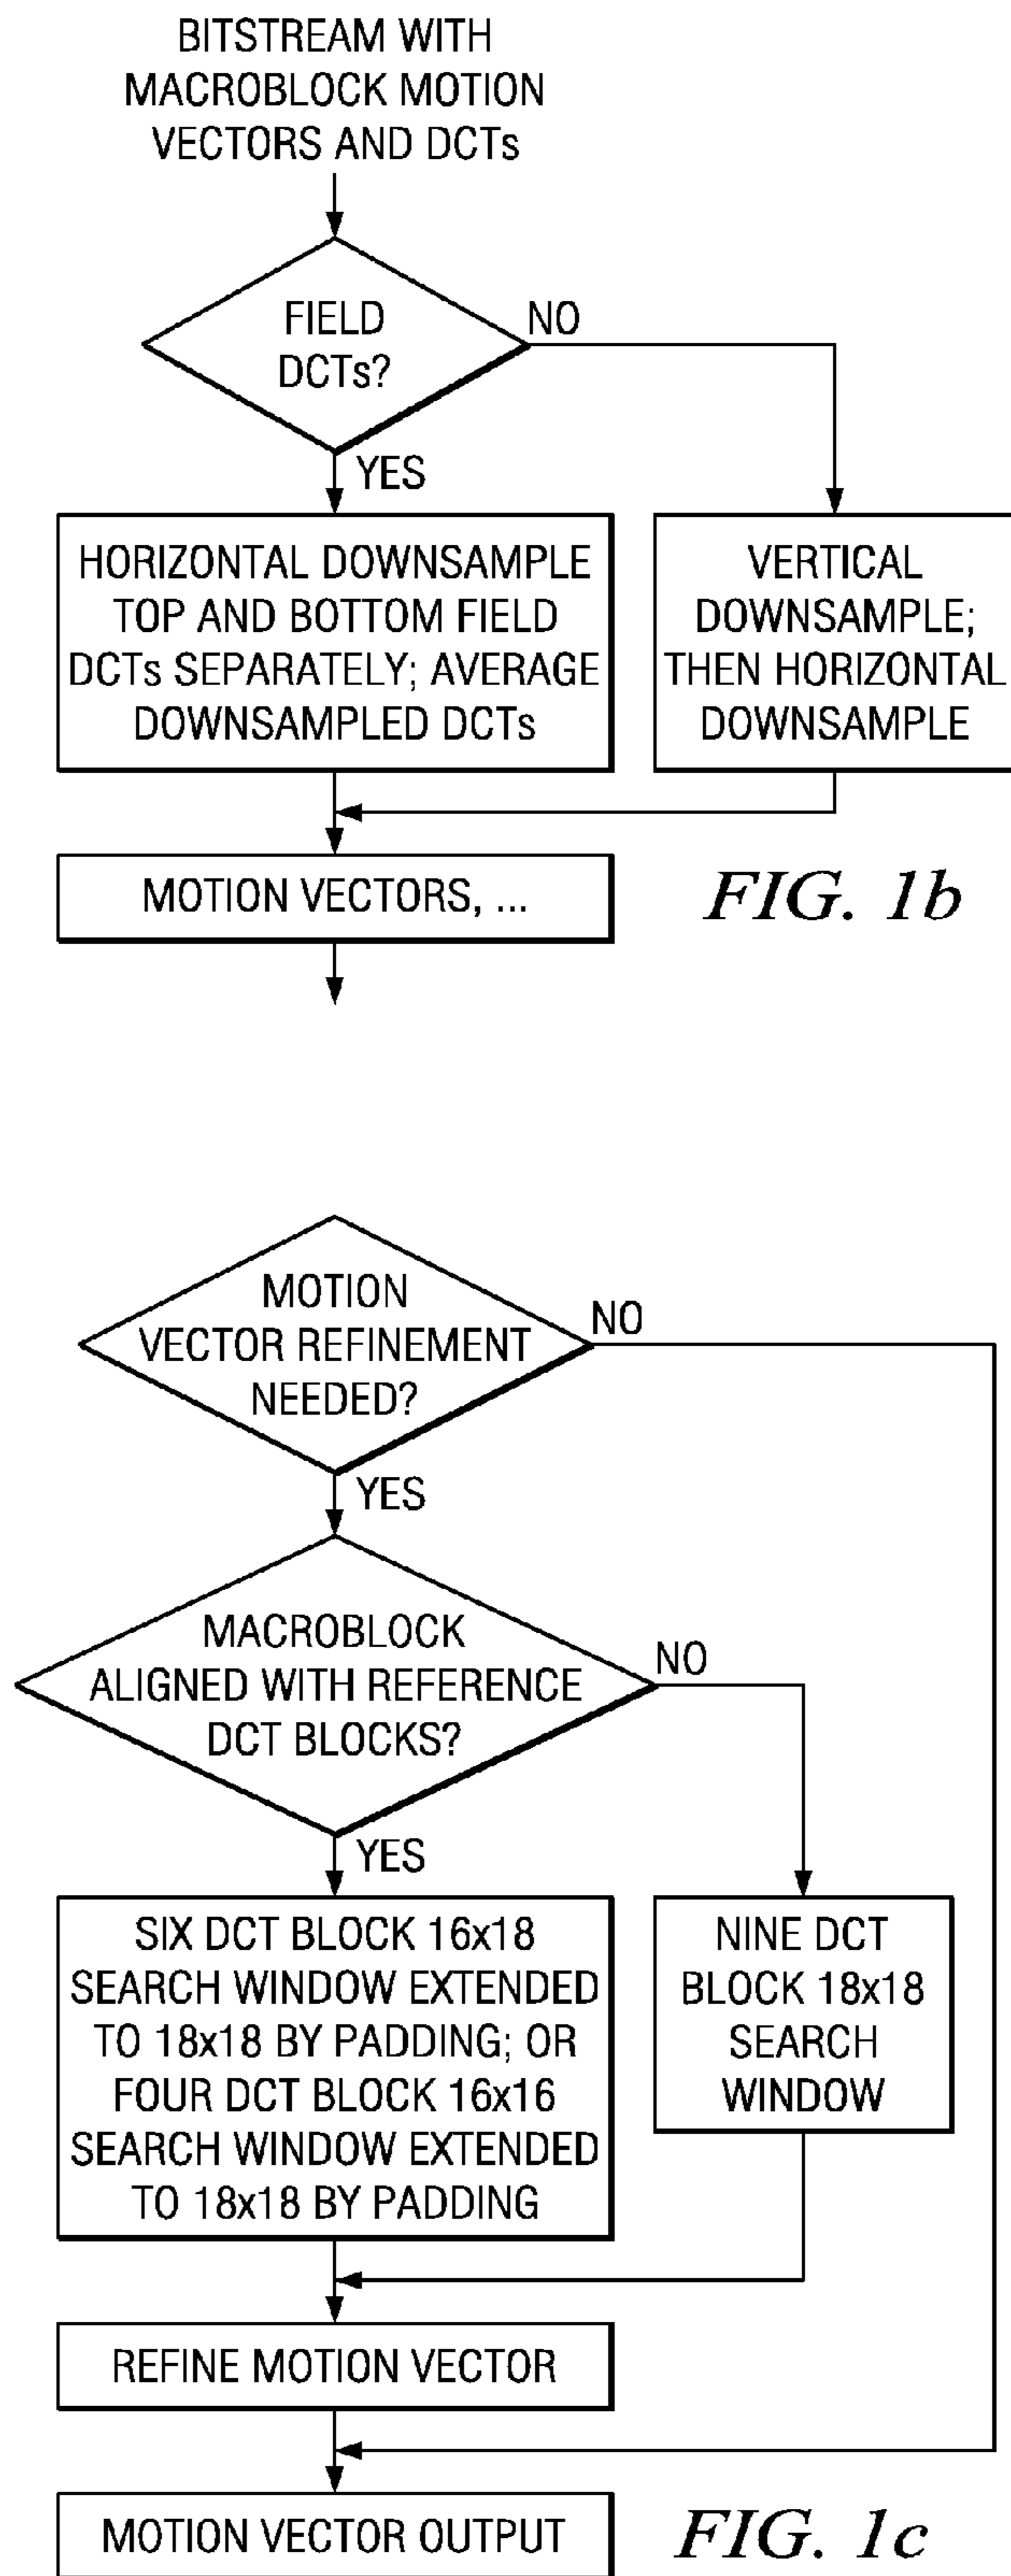 BITSTREAM WITH
MACROBLOCK MOTION
VECTORS AND DCTs
FIELD
DCTs?
NO
YES
HORIZONTAL DOWNSAMPLE
TOP AND BOTTOM FIELD
DCTs SEPARATELY; AVERAGE
DOWNSAMPLED DCTs
VERTICAL
DOWNSAMPLE;
THEN HORIZONTAL
DOWNSAMPLE
MOTION VECTORS, ...
FIG. 1b
MOTION
VECTOR REFINEMENT
NEEDED?
NO
YES
MACROBLOCK
ALIGNED WITH REFERENCE
DCT BLOCKS?
NO
YES
SIX DCT BLOCK 16x18
SEARCH WINDOW EXTENDED
TO 18x18 BY PADDING; OR
FOUR DCT BLOCK 16x16
SEARCH WINDOW EXTENDED
TO 18x18 BY PADDING
NINE DCT
BLOCK 18x18
SEARCH
WINDOW
REFINE MOTION VECTOR
MOTION VECTOR OUTPUT
FIG. 1c